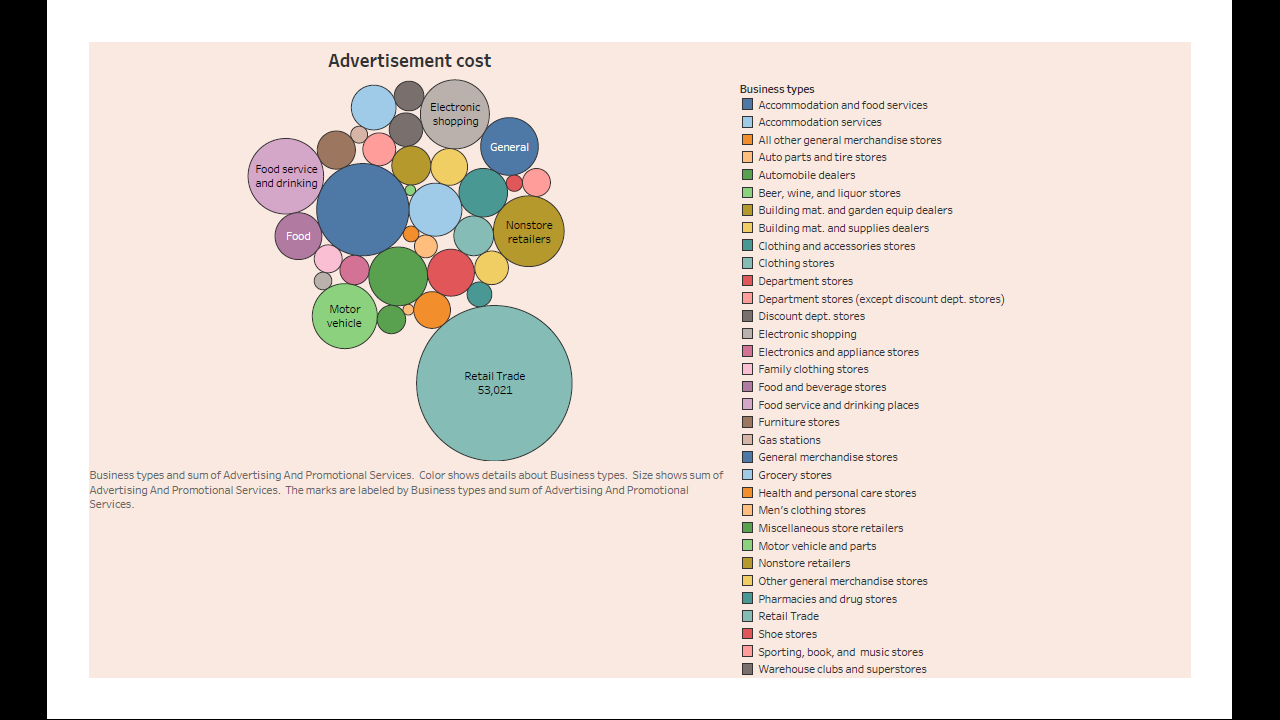 Advertisement cost
Electronic
shopping
General
Food service
and drinking
Nonstore
retailers
Food
Motor
vehicle
Retail Trade
53,021
Business types and sum of Advertising And Promotional Services. Color shows details about Business types. Size shows sum of
Advertising And Promotional Services. The marks are labeled by Business types and sum of Advertising And Promotional
Services.
Business types
Accommodation and food services
Accommodation services
All other general merchandise stores
Auto parts and tire stores
Automobile dealers
Beer, wine, and liquor stores
Building mat. and garden equip dealers
Building mat. and supplies dealers
Clothing and accessories stores
Clothing stores
Department stores
Department stores (except discount dept. stores)
Discount dept. stores
Electronic shopping
Electronics and appliance stores
Family clothing stores
Food and beverage stores
Food service and drinking places
Furniture stores
Gas stations
General merchandise stores
Grocery stores
Health and personal care stores
Men's clothing stores
Miscellaneous store retailers
Motor vehicle and parts
Nonstore retailers
Other general merchandise stores
Pharmacies and drug stores
Retail Trade
Shoe stores
Sporting, book, and music stores
Warehouse clubs and superstores